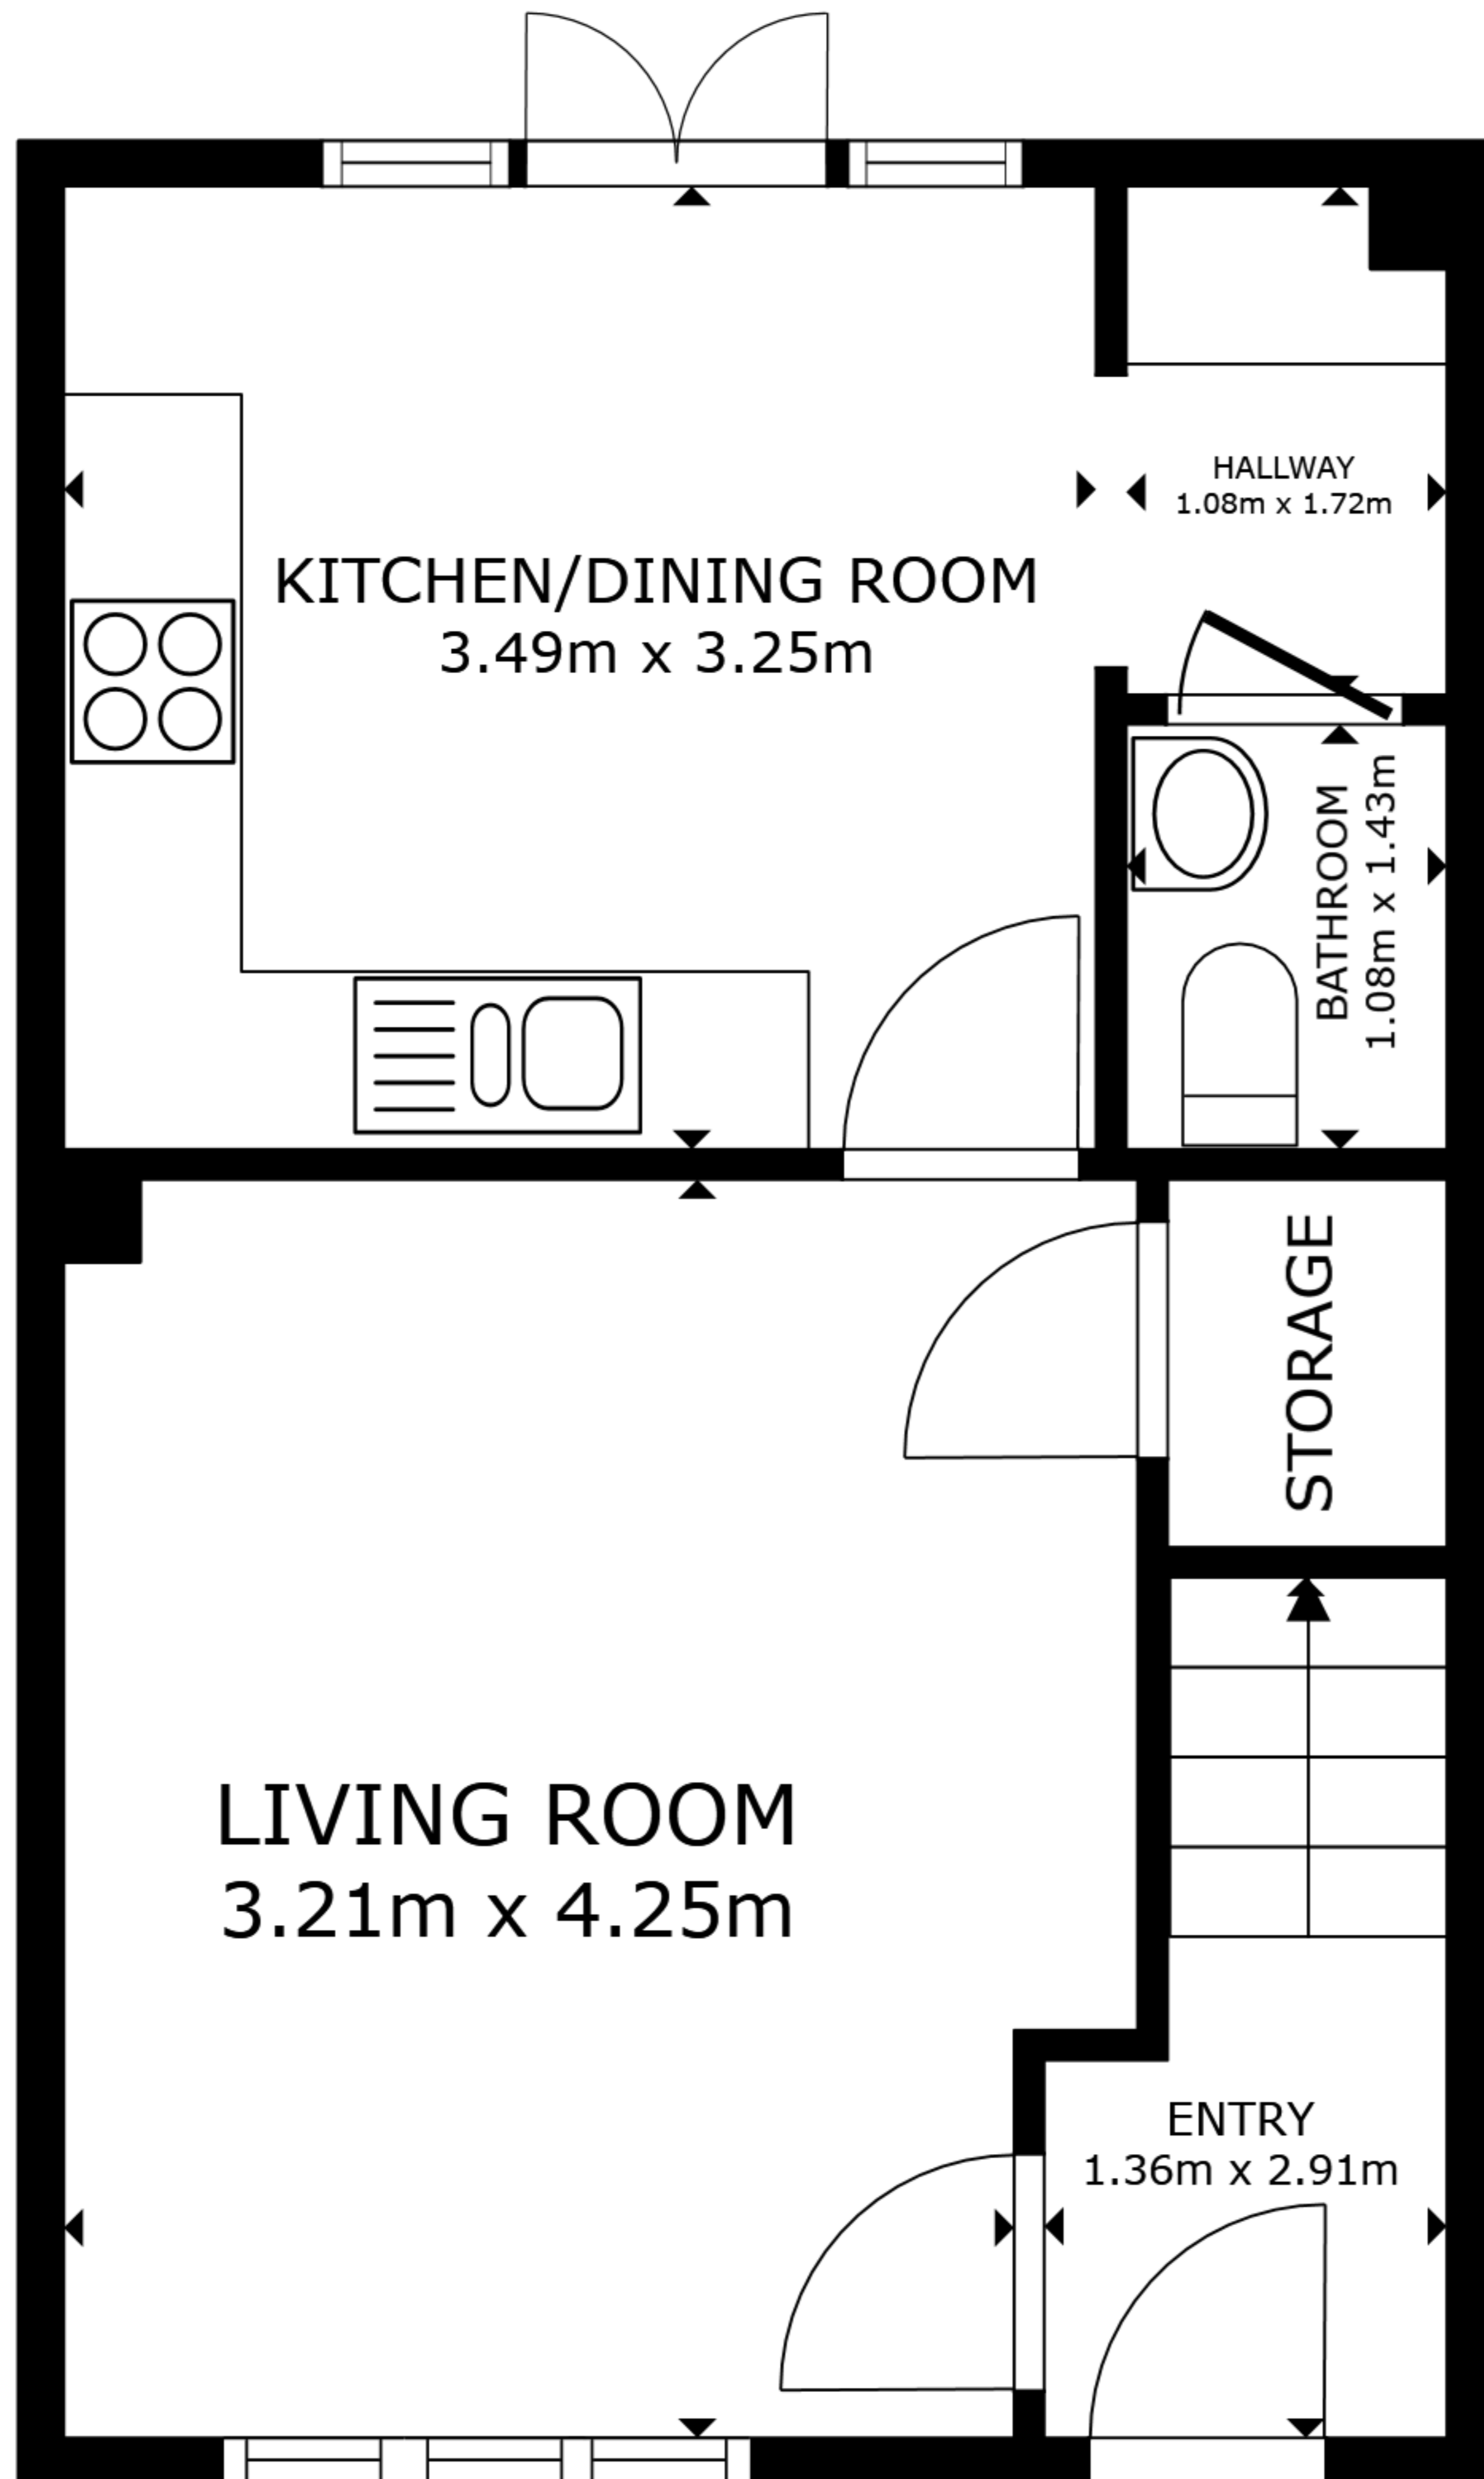 HALLWAY
1.08m x 1.72m
KITCHEN/DINING ROOM
3.49m x 3.25m
BATHROOM
1.08m x 1.43m
STORAGE
LIVING ROOM
3.21m x 4.25m
ENTRY
1.36m x 2.91m